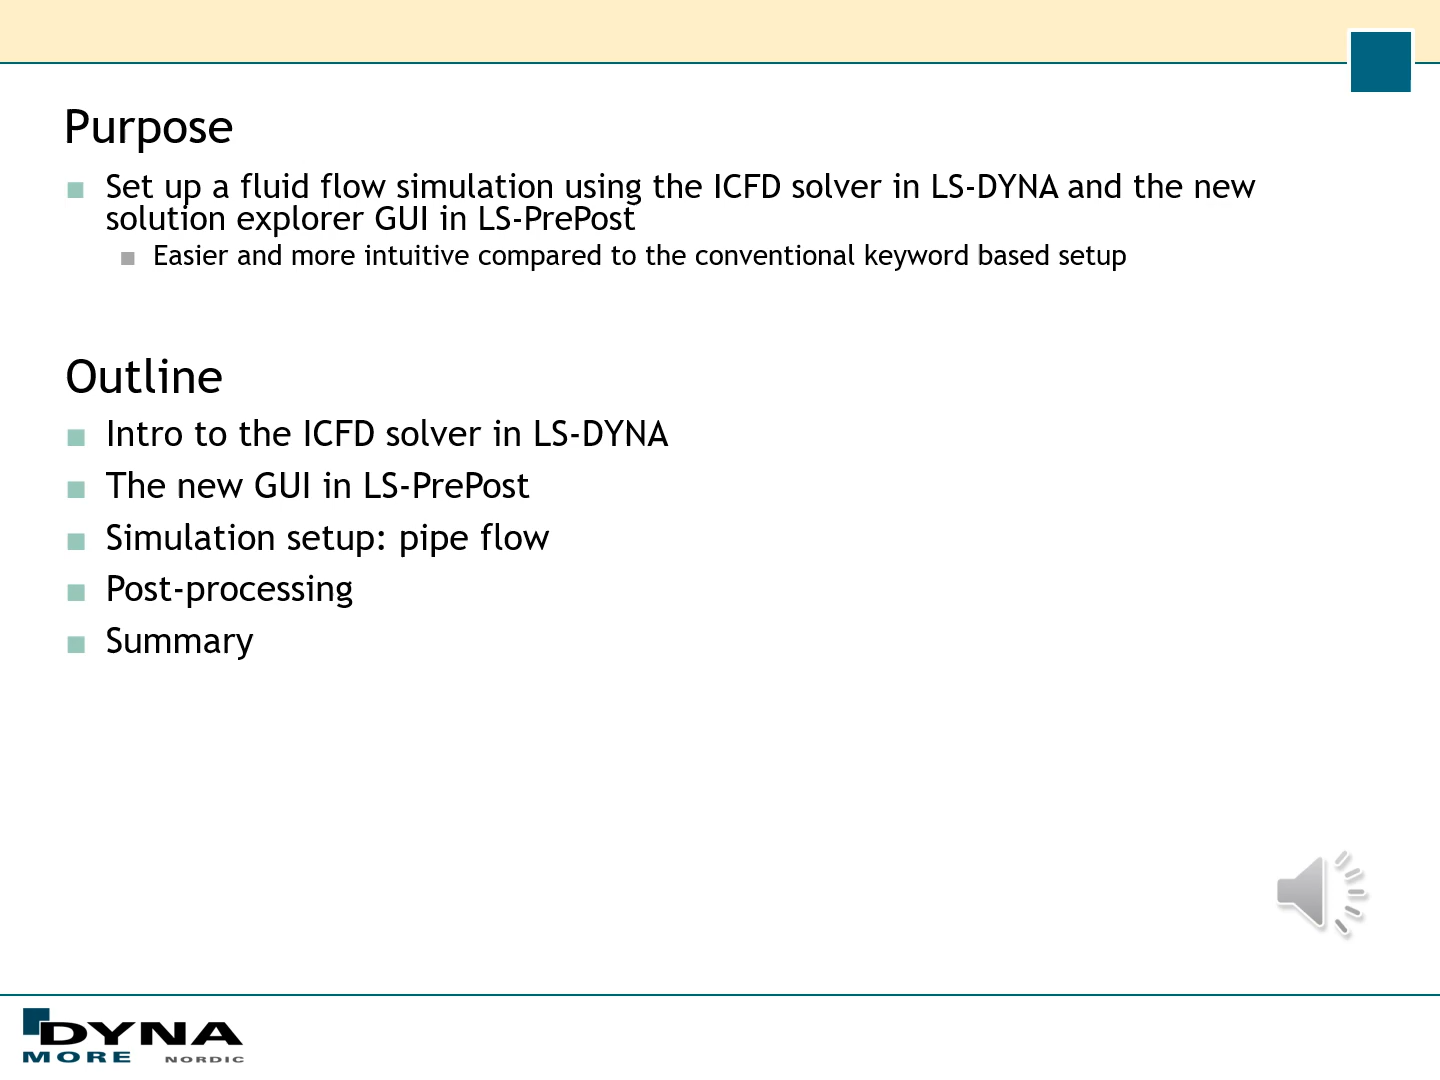 Purpose
Set up a fluid flow simulation using the ICFD solver in LS-DYNA and the new
solution explorer GUI in LS-PrePost
Easier and more intuitive compared to the conventional keyword based setup
Outline
Intro to the ICFD solver in LS-DYNA
The new GUI in LS-PrePost
Simulation setup: pipe flow
Post-processing
Summary
DYNA
MORE NORDIC